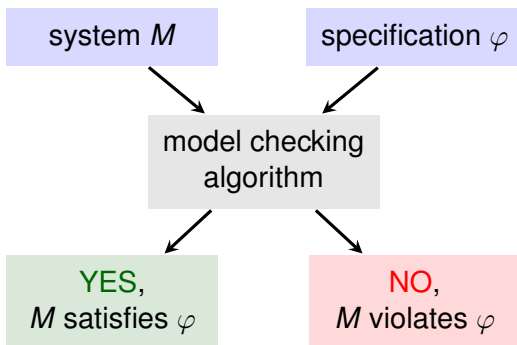 system M
specification φ
model checking
algorithm
YES,
M satisfies φ
NO,
M violates φ